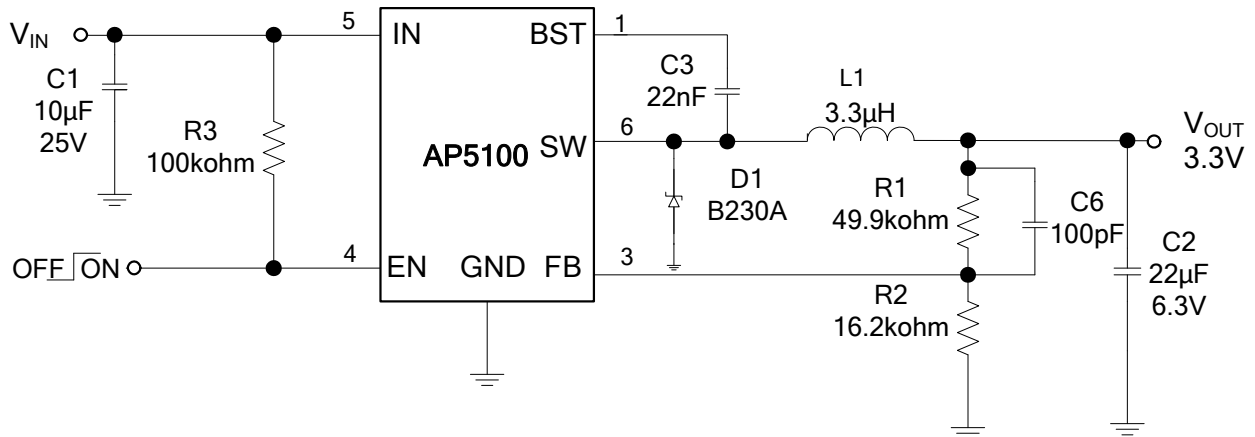 V_IN
5
IN
BST
1
C1
10µF
25V
R3
100kohm
C3
22nF
L1
3.3µH
6
SW
AP5100
V_OUT
3.3V
D1
B230A
R1
49.9kohm
C6
100pF
C2
22µF
6.3V
OFF ON
4
EN
GND
FB
3
R2
16.2kohm